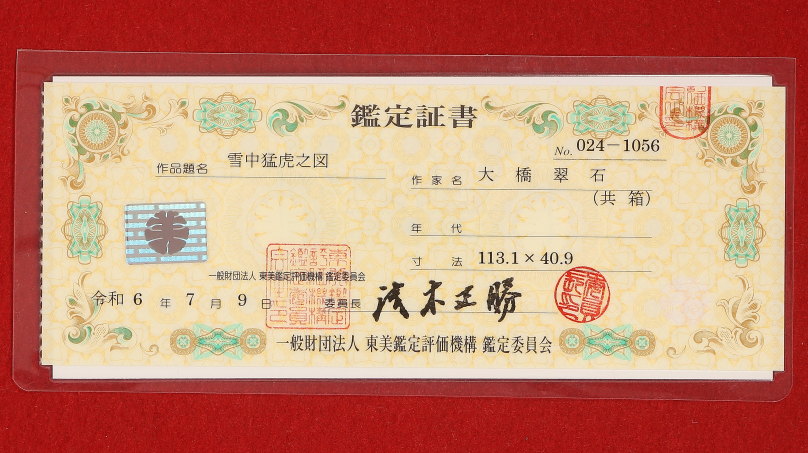 鑑定証書
No. 024-1056
作品題名 雪中猛虎之図
作家名 大橋翠石
(共箱)
年代
寸法 113.1×40.9
一般財団法人 東美鑑定評価機構 鑑定委員会
令和 6 年 7 月 9 日 委員長
一般財団法人 東美鑑定評価機構 鑑定委員会